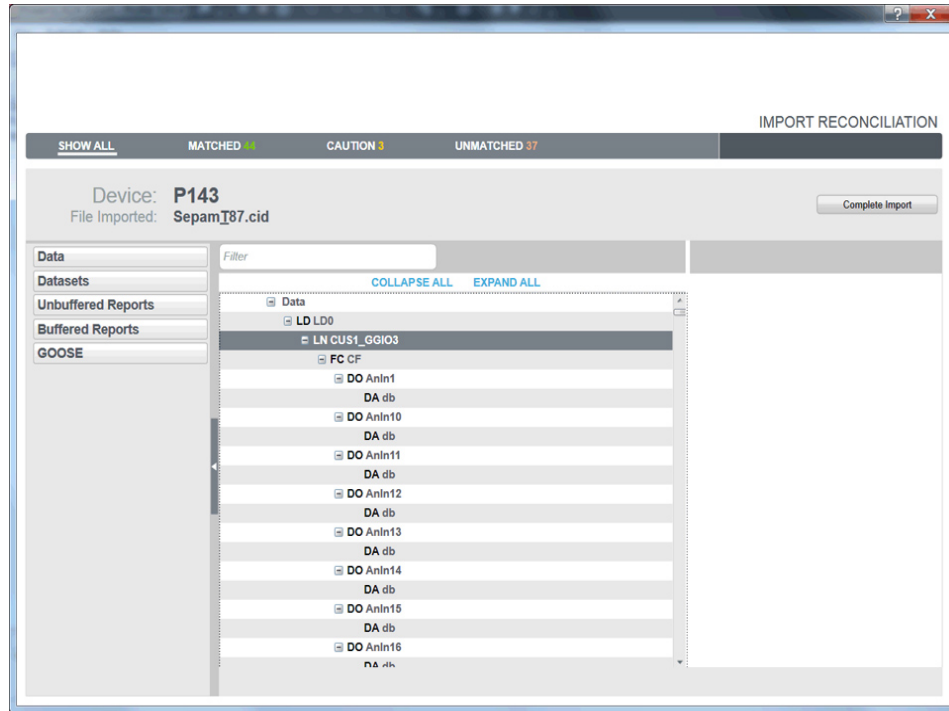 ? X
IMPORT RECONCILIATION
SHOW ALL MATCHED 44 CAUTION 3 UNMATCHED 37
Device: P143
File Imported: SepamT87.cid
Complete Import
Data
Datasets
Unbuffered Reports
Buffered Reports
GOOSE
Filter
COLLAPSE ALL EXPAND ALL
Data
LD LD0
LN CUS1_GGIO3
FC CF
DO AnIn1
DA db
DO AnIn10
DA db
DO AnIn11
DA db
DO AnIn12
DA db
DO AnIn13
DA db
DO AnIn14
DA db
DO AnIn15
DA db
DO AnIn16
DA db